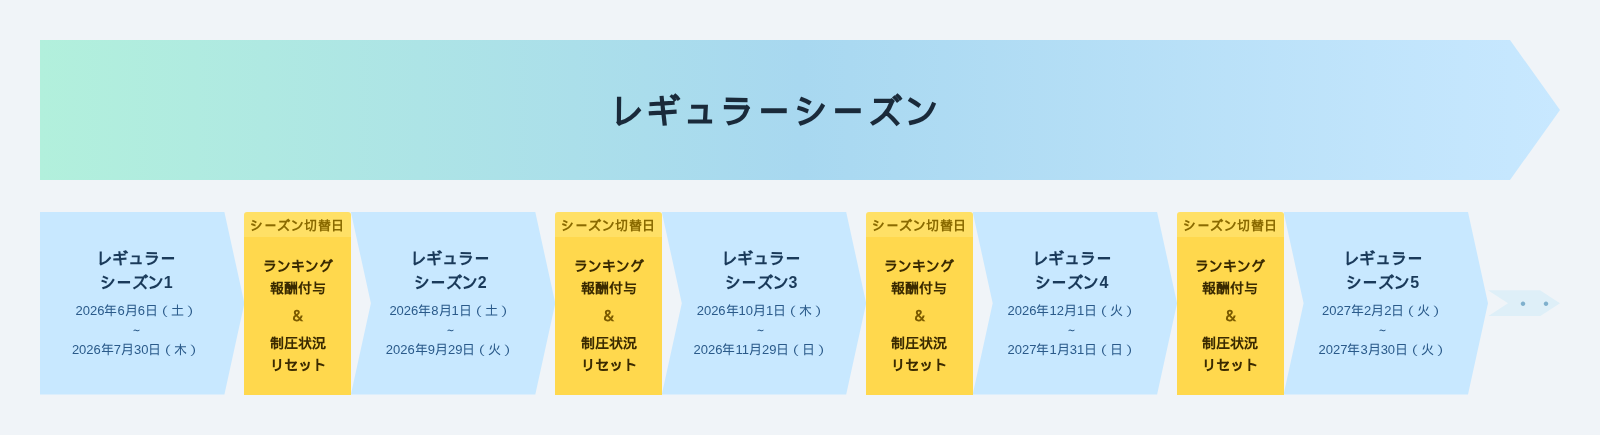 レギュラーシーズン
レギュラー
シーズン1
2026年6月6日（土）
~
2026年7月30日（木）
シーズン切替日
ランキング
報酬付与
&
制圧状況
リセット
レギュラー
シーズン2
2026年8月1日（土）
~
2026年9月29日（火）
シーズン切替日
ランキング
報酬付与
&
制圧状況
リセット
レギュラー
シーズン3
2026年10月1日（木）
~
2026年11月29日（日）
シーズン切替日
ランキング
報酬付与
&
制圧状況
リセット
レギュラー
シーズン4
2026年12月1日（火）
~
2027年1月31日（日）
シーズン切替日
ランキング
報酬付与
&
制圧状況
リセット
レギュラー
シーズン5
2027年2月2日（火）
~
2027年3月30日（火）